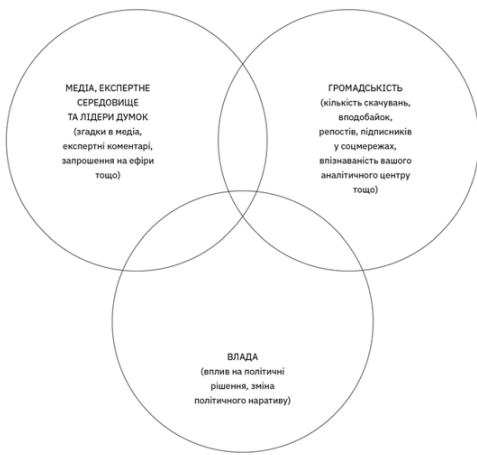 МЕДІА, ЕКСПЕРТНЕ
СЕРЕДОВИЩЕ
ТА ЛІДЕРИ ДУМОК
(згадки в медіа,
експертні коментарі,
запрошення на ефіри
тощо)
ГРОМАДСЬКІСТЬ
(кількість скачувань,
вподобайок,
репостів, підписників
у соцмережах,
впізнаваність вашого
аналітичного центру
тощо)
ВЛАДА
(вплив на політичні
рішення, зміна
політичного наративу)